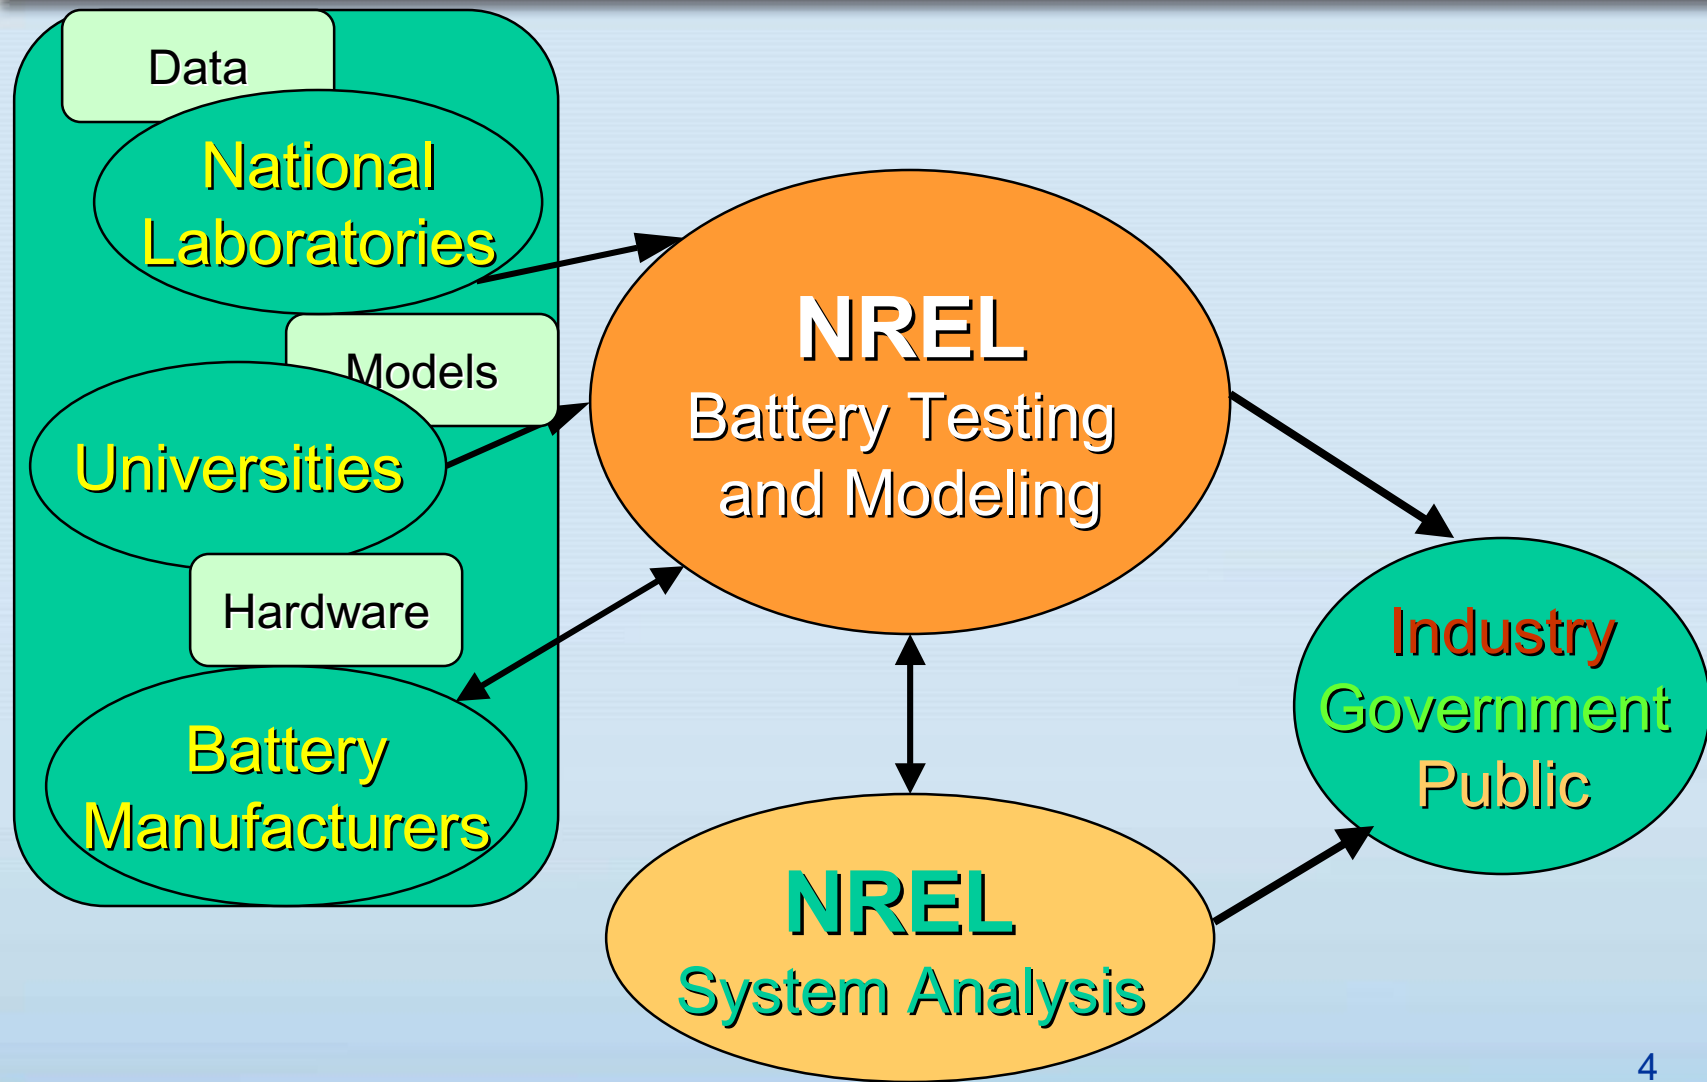 Data
National
Laboratories
Models
Universities
Hardware
Battery
Manufacturers
NREL
Battery Testing
and Modeling
NREL
System Analysis
Industry
Government
Public
4